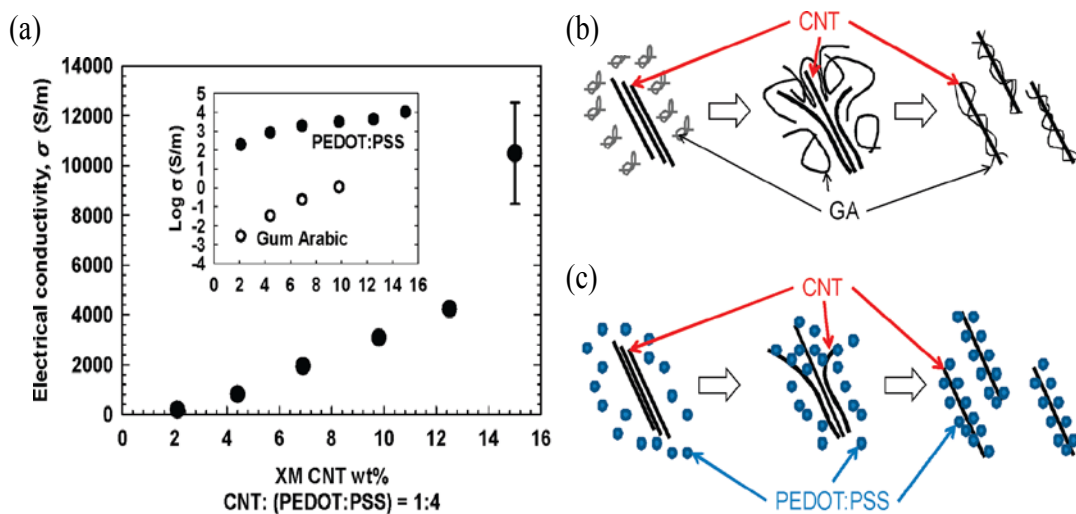 (a)
14000
12000
10000
8000
6000
4000
2000
0
Electrical conductivity, σ (S/m)
0 2 4 6 8 10 12 14 16
XM CNT wt%
CNT: (PEDOT:PSS) = 1:4
5
4
3
2
1
0
-1
-2
-3
-4
Log σ (S/m)
PEDOT:PSS
Gum Arabic
0 2 4 6 8 10 12 14 16
(b)
CNT
GA
(c)
CNT
PEDOT:PSS